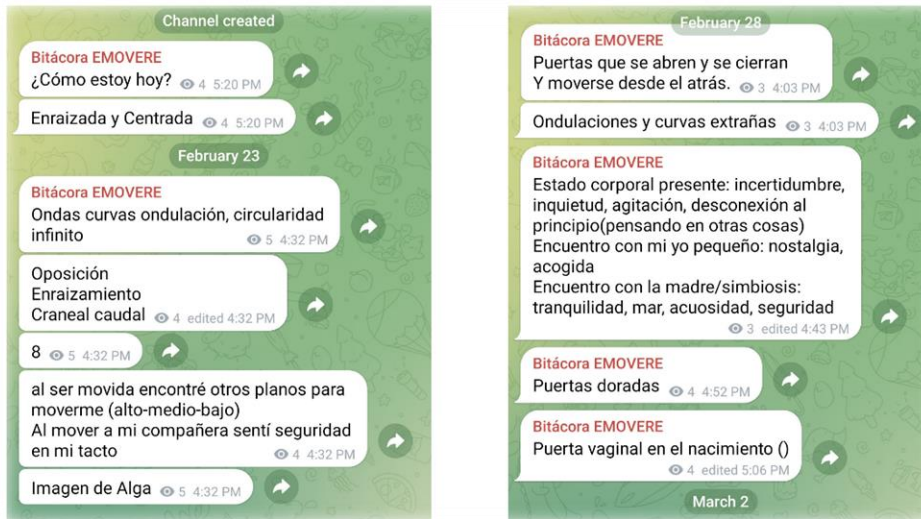 Channel created
Bitácora EMOVERE
¿Cómo estoy hoy? 4 5:20 PM
Enraizada y Centrada 4 5:20 PM
February 23
Bitácora EMOVERE
Ondas curvas ondulación, circularidad
infinito 5 4:32 PM
Oposición
Enraizamiento
Craneal caudal 4 edited 4:32 PM
8 5 4:32 PM
al ser movida encontré otros planos para
moverme (alto-medio-bajo)
Al mover a mi compañera sentí seguridad
en mi tacto 4 4:32 PM
Imagen de Alga 5 4:32 PM
February 28
Bitácora EMOVERE
Puertas que se abren y se cierran
Y moverse desde el atrás. 3 4:03 PM
Ondulaciones y curvas extrañas 3 4:03 PM
Bitácora EMOVERE
Estado corporal presente: incertidumbre,
inquietud, agitación, desconexión al
principio(pensando en otras cosas)
Encuentro con mi yo pequeño: nostalgia,
acogida
Encuentro con la madre/simbiosis:
tranquilidad, mar, acuosidad, seguridad
3 edited 4:43 PM
Bitácora EMOVERE
Puertas doradas 4 4:52 PM
Bitácora EMOVERE
Puerta vaginal en el nacimiento ()
4 edited 5:06 PM
March 2